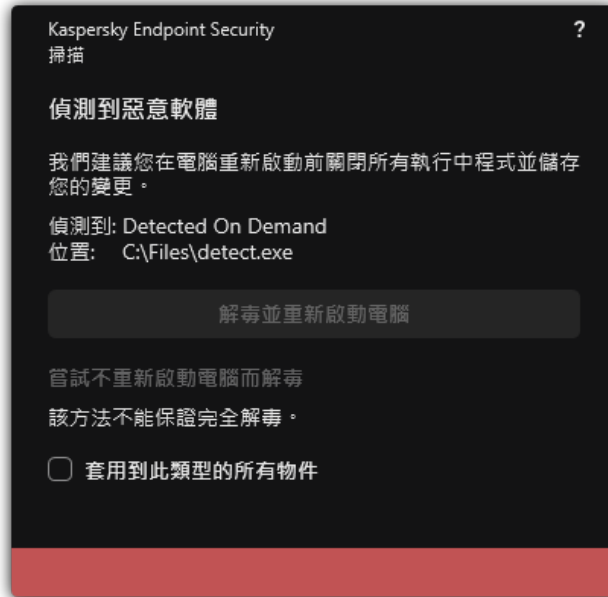 Kaspersky Endpoint Security
?
掃描
偵測到惡意軟體
我們建議您在電腦重新啟動前關閉所有執行中程式並儲存
您的變更。
偵測到: Detected On Demand
位置: C:\Files\detect.exe
解毒並重新啟動電腦
嘗試不重新啟動電腦而解毒
該方法不能保證完全解毒。
套用到此類型的所有物件